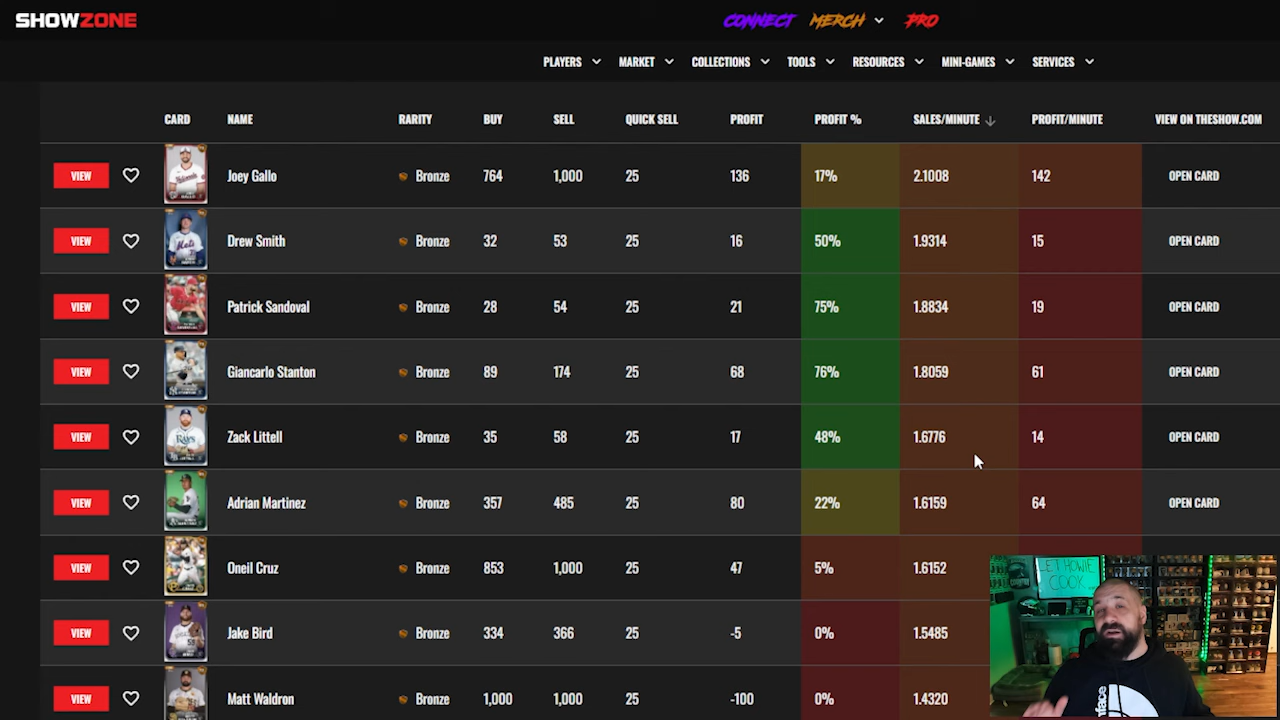 SHOWZONE
CONNECT MERCH PRO
PLAYERS MARKET COLLECTIONS TOOLS RESOURCES MINI-GAMES SERVICES
CARD NAME RARITY BUY SELL QUICK SELL PROFIT PROFIT % SALES/MINUTE PROFIT/MINUTE VIEW ON THESHOW.COM
VIEW Joey Gallo Bronze 764 1,000 25 136 17% 2.1008 142 OPEN CARD
VIEW Drew Smith Bronze 32 53 25 16 50% 1.9314 15 OPEN CARD
VIEW Patrick Sandoval Bronze 28 54 25 21 75% 1.8834 19 OPEN CARD
VIEW Giancarlo Stanton Bronze 89 174 25 68 76% 1.8059 61 OPEN CARD
VIEW Zack Littell Bronze 35 58 25 17 48% 1.6776 14 OPEN CARD
VIEW Adrian Martinez Bronze 357 485 25 80 22% 1.6159 64 OPEN CARD
VIEW Oneil Cruz Bronze 853 1,000 25 47 5% 1.6152
LET HOWIE
COOK
VIEW Jake Bird Bronze 334 366 25 -5 0% 1.5485
VIEW Matt Waldron Bronze 1,000 1,000 25 -100 0% 1.4320